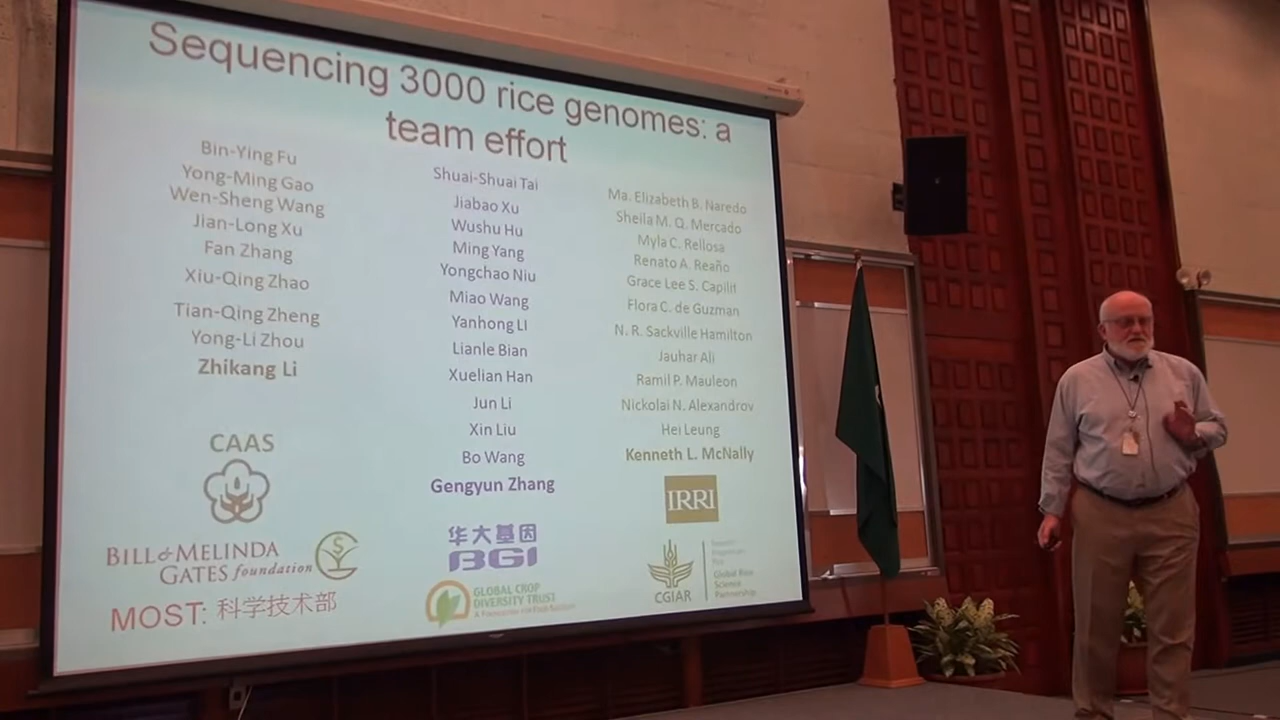 Sequencing 3000 rice genomes: a
team effort
Bin-Ying Fu
Yong-Ming Gao
Wen-Sheng Wang
Jian-Long Xu
Fan Zhang
Xiu-Qing Zhao
Tian-Qing Zheng
Yong-Li Zhou
Zhikang Li
CAAS
BILL & MELINDA
GATES foundation
MOST: 科学技术部
Shuai-Shuai Tai
Jiabao Xu
Wushu Hu
Ming Yang
Yongchao Niu
Miao Wang
Yanhong LI
Lianle Bian
Xuelian Han
Jun Li
Xin Liu
Bo Wang
Gengyun Zhang
华大基因
BGI
GLOBAL CROP
DIVERSITY TRUST
Ma. Elizabeth B. Naredo
Sheila M. Q. Mercado
Myla C. Rellosa
Renato A. Reaño
Grace Lee S. Capilit
Flora C. de Guzman
N. R. Sackville Hamilton
Jauhar Ali
Ramil P. Mauleon
Nickolai N. Alexandrov
Hei Leung
Kenneth L. McNally
IRRI
CGIAR
Global Rice
Science
Partnership